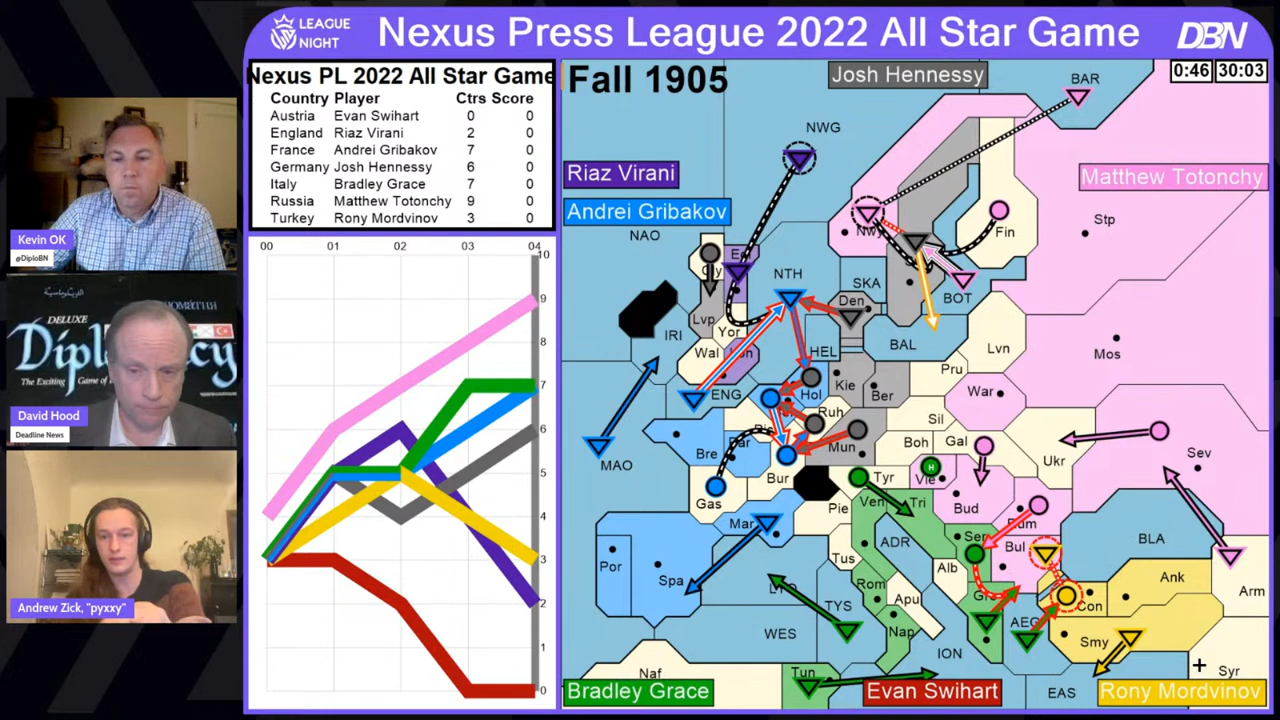 LEAGUE
NIGHT
Nexus Press League 2022 All Star Game
DBN
Nexus PL 2022 All Star Game
Country Player Ctrs Score
Austria Evan Swihart 0 0
England Riaz Virani 2 0
France Andrei Gribakov 7 0
Germany Josh Hennessy 6 0
Italy Bradley Grace 7 0
Russia Matthew Totonchy 9 0
Turkey Rony Mordvinov 3 0
00 01 02 03 04
10
9
8
7
6
5
4
3
2
1
0
Kevin OK
@DiploBN
DELUXE
The Exciting Game of
David Hood
Deadline News
Andrew Zick, "pyxxy"
Fall 1905
Josh Hennessy
0:46 30:03
Riaz Virani
Andrei Gribakov
Matthew Totonchy
Bradley Grace
Evan Swihart
Rony Mordvinov
BAR
NWG
NAO
Nwy
Fin
Stp
NTH
SKA
BOT
Den
IRI
Lvp
Yor
HEL
BAL
Lvn
Mos
Wal
Pru
ENG
Hol
Kie
Ber
War
Ruh
Sil
MAO
Bre
Par
Mun
Boh
Gal
Ukr
Sev
Bur
Tyr
Vie
H
Gas
Ven
Tri
Bud
Rum
Mar
Pie
Ser
Bul
BLA
Por
ADR
Tus
Alb
Ank
Arm
Spa
Rom
Apu
Con
TYS
AEG
WES
Nap
Smy
ION
Syr
Naf
Tun
EAS